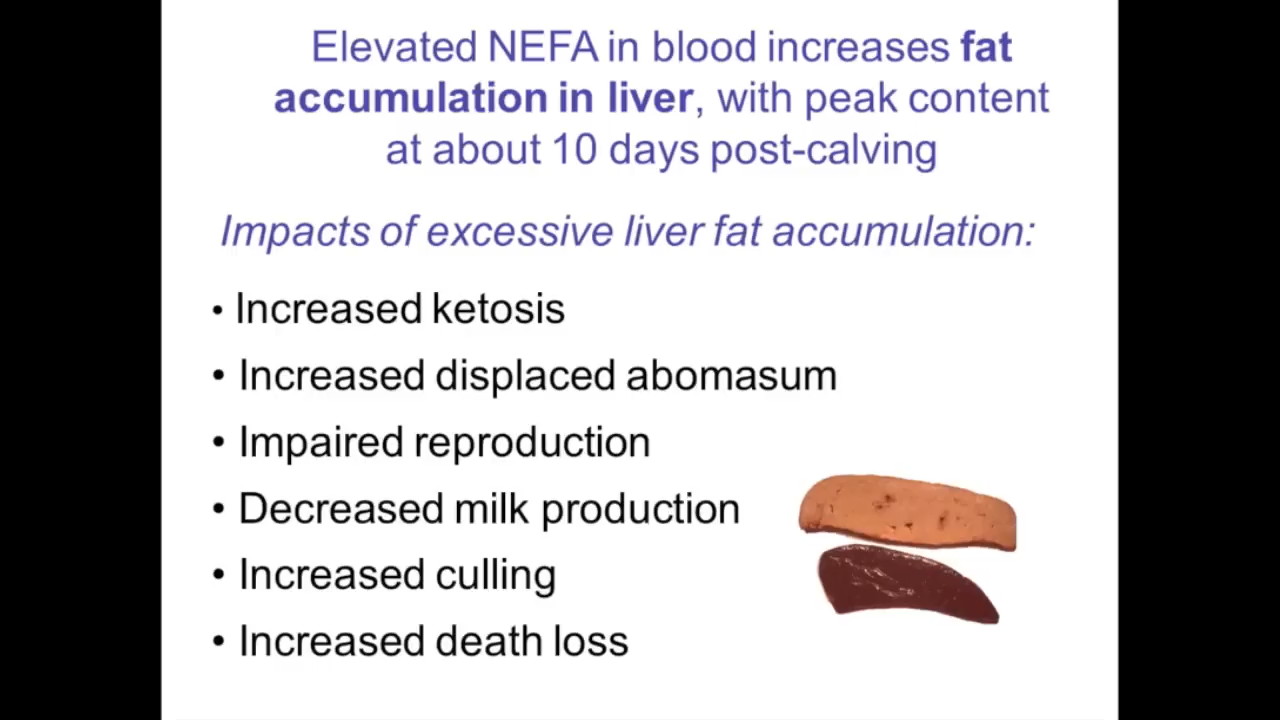 Elevated NEFA in blood increases fat
accumulation in liver, with peak content
at about 10 days post-calving
Impacts of excessive liver fat accumulation:
• Increased ketosis
• Increased displaced abomasum
• Impaired reproduction
• Decreased milk production
• Increased culling
• Increased death loss